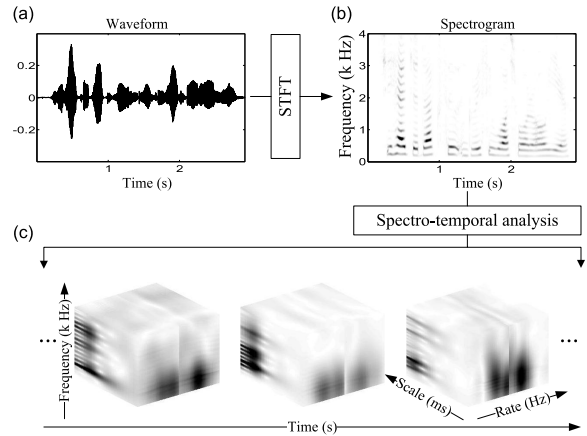 (a)
Waveform
0.2
0
-0.2
1
2
Time (s)
STFT
(b)
Spectrogram
Frequency (k Hz)
4
3
2
1
0
1
2
Time (s)
Spectro-temporal analysis
(c)
Frequency (k Hz)
...
...
Scale (ms)
Rate (Hz)
Time (s)